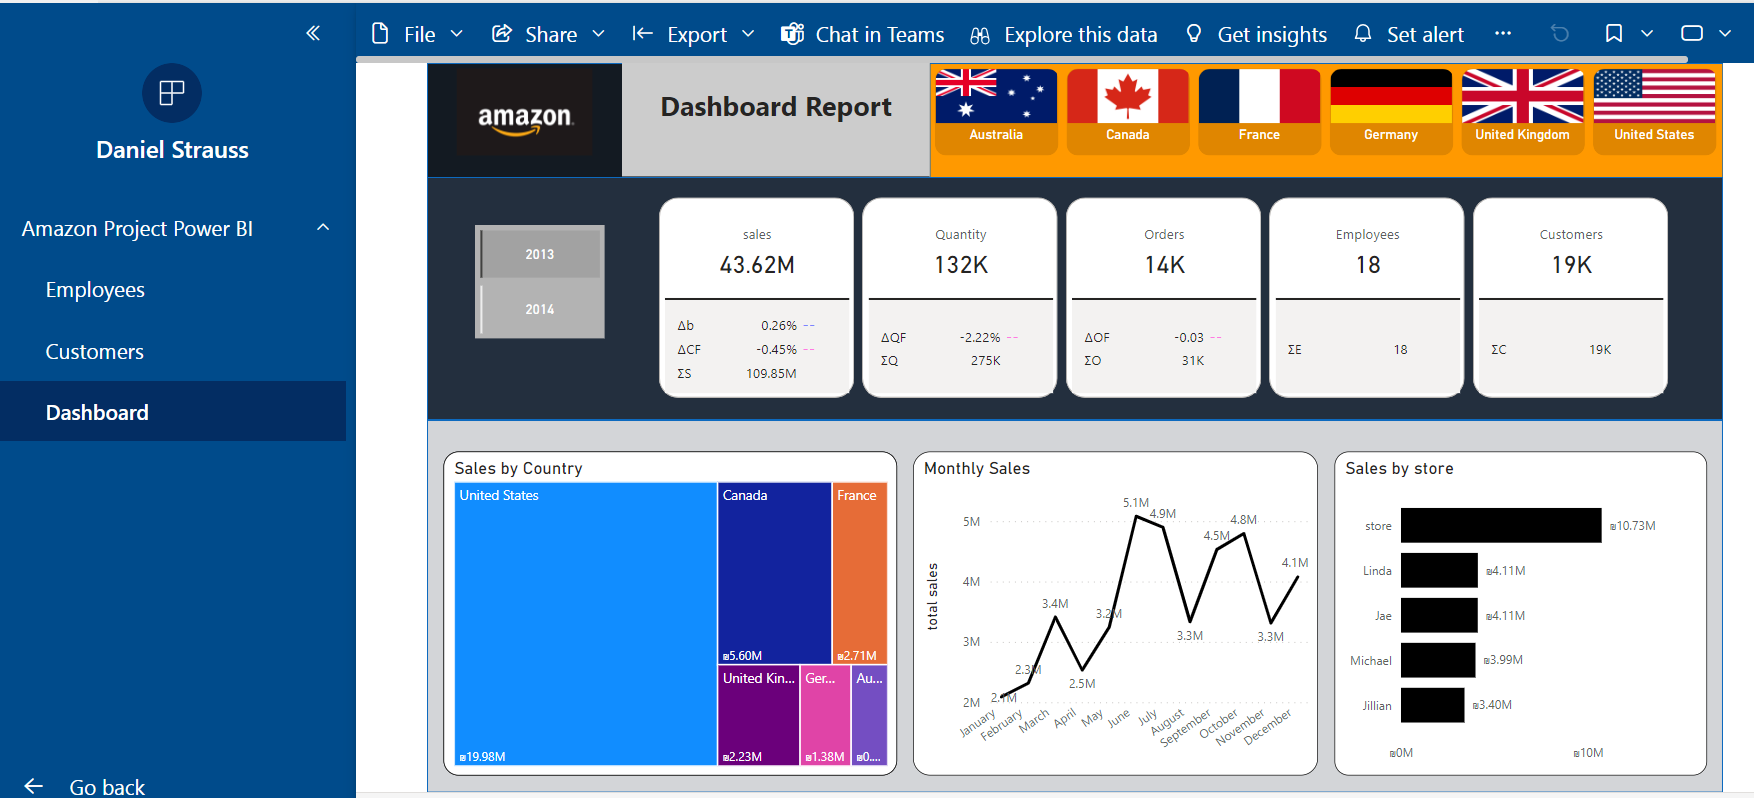 File Share Export Chat in Teams Explore this data Get insights Set alert ...
Daniel Strauss
Amazon Project Power BI
Employees
Customers
Dashboard
Go back
amazon
Dashboard Report
Australia Canada France Germany United Kingdom United States
2013
2014
sales
43.62M
Δb 0.26% --
ΔCF -0.45% --
ΣS 109.85M
Quantity
132K
ΔQF -2.22% --
ΣQ 275K
Orders
14K
ΔOF -0.03 --
ΣO 31K
Employees
18
ΣE 18
Customers
19K
ΣC 19K
Sales by Country
United States
₪19.98M
Canada
₪5.60M
France
₪2.71M
United Kin...
₪2.23M
Ger...
₪1.38M
Au...
₪0....
Monthly Sales
total sales
5M
4M
3M
2M
2.1M
2.3M
3.4M
2.5M
3.2M
5.1M
4.9M
3.3M
4.5M
4.8M
3.3M
4.1M
January
February
March
April
May
June
July
August
September
October
November
December
Sales by store
store ₪10.73M
Linda ₪4.11M
Jae ₪4.11M
Michael ₪3.99M
Jillian ₪3.40M
₪0M ₪10M